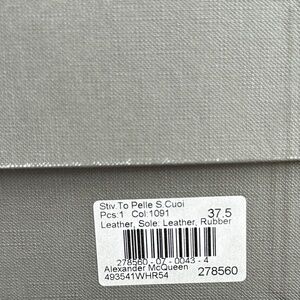 Stiv.To Pelle S.Cuoi
Pcs:1 Col:1091 37.5
Leather, Sole: Leather, Rubber
278560 - 07 - 0043 - 4
Alexander McQueen
493541WHR54 278560